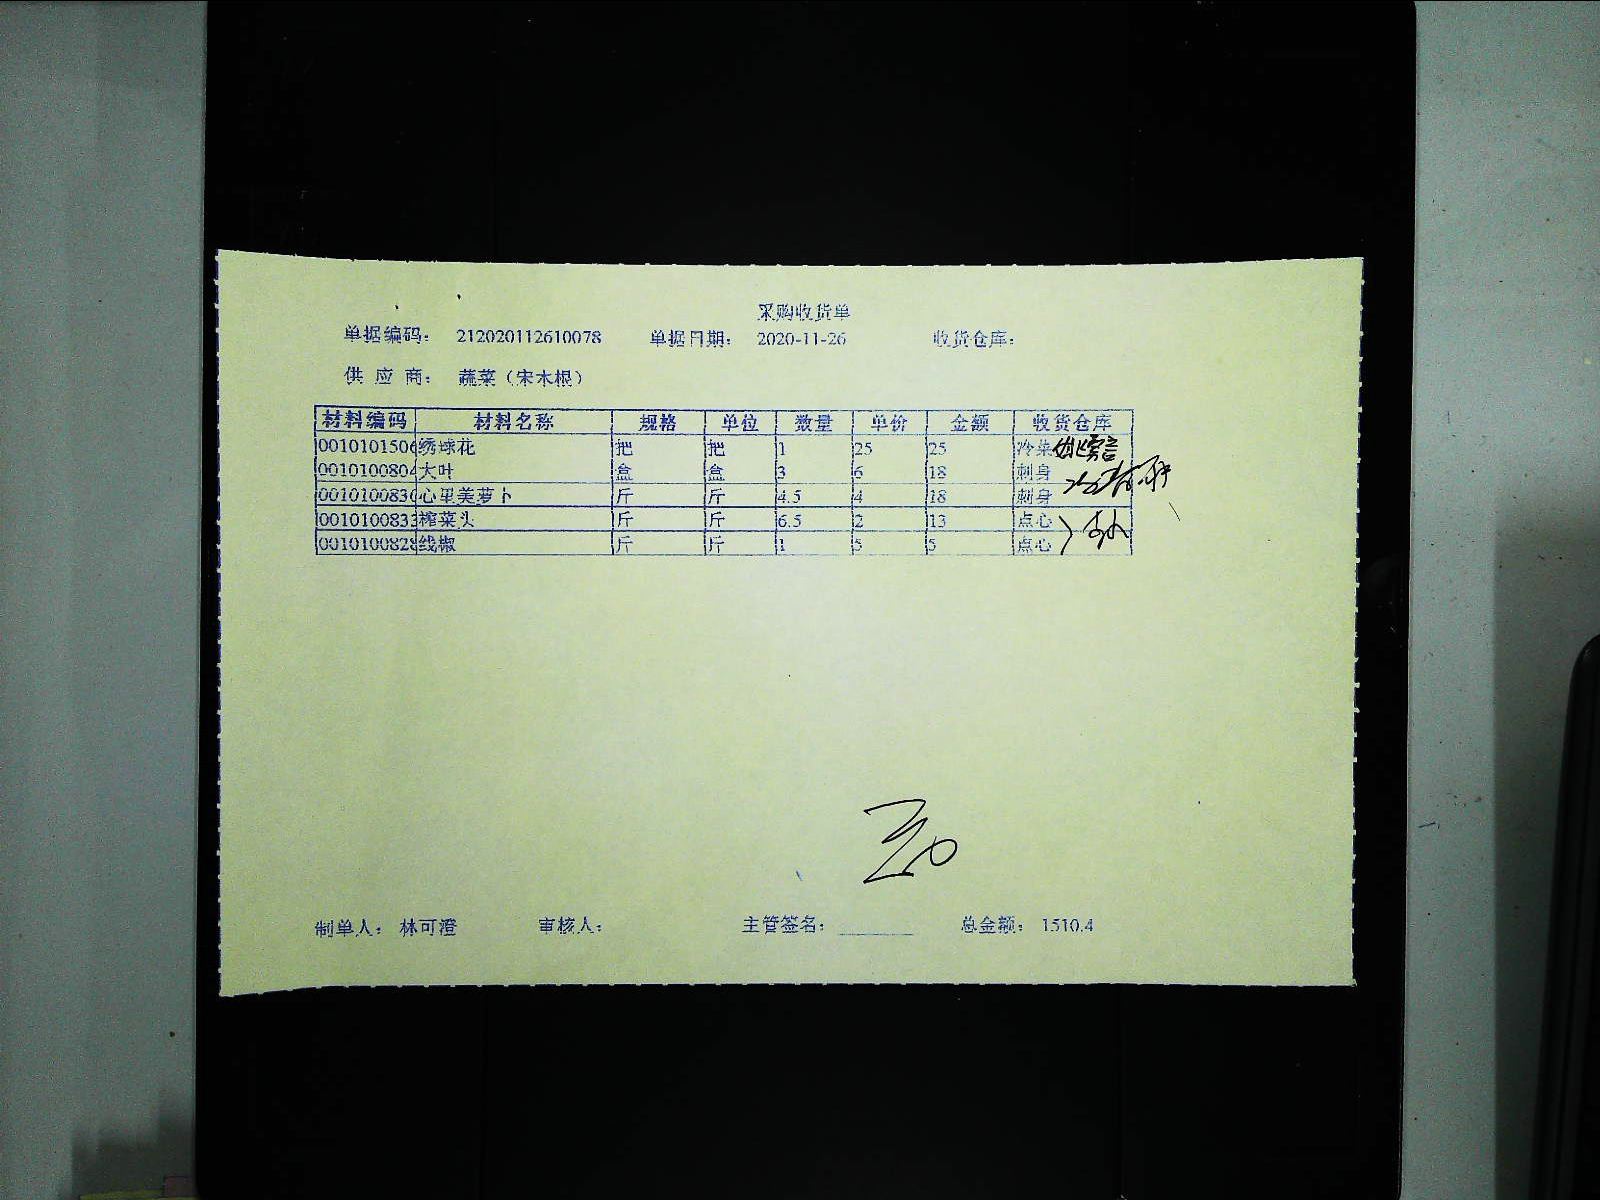 采购收货单
单据编码： 212020112610078 单据日期： 2020-11-26 收货仓库：
供 应 商： 蔬菜（宋木根）
材料编码 材料名称 规格 单位 数量 单价 金额 收货仓库
0010101506 绣球花 把 把 1 25 25 冷菜
0010100804 大叶 盒 盒 3 6 18 刺身
0010100830 心里美萝卜 斤 斤 4.5 4 18 刺身
0010100833 榨菜头 斤 斤 6.5 2 13 点心
0010100828 线椒 斤 斤 1 5 5 点心
制单人： 林可澄 审核人： 主管签名： 总金额： 1510.4